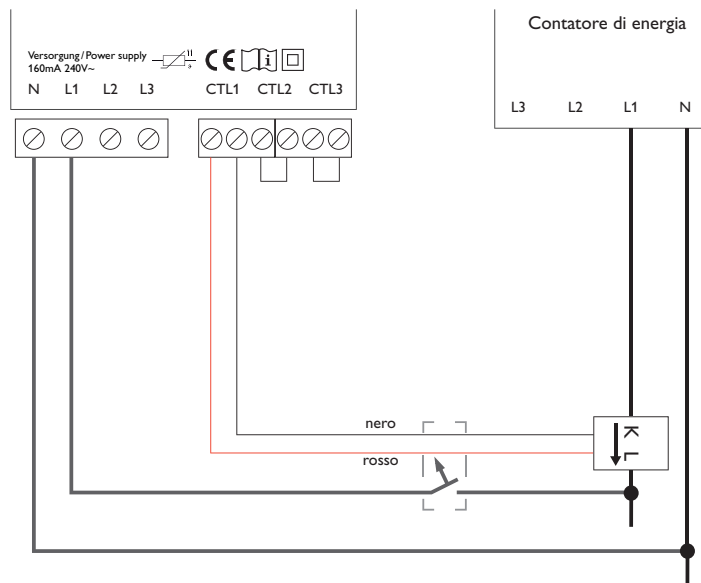 Contatore di energia
Versorgung/Power supply
160mA 240V~
N L1 L2 L3 CTL1 CTL2 CTL3
L3 L2 L1 N
nero
K L
rosso